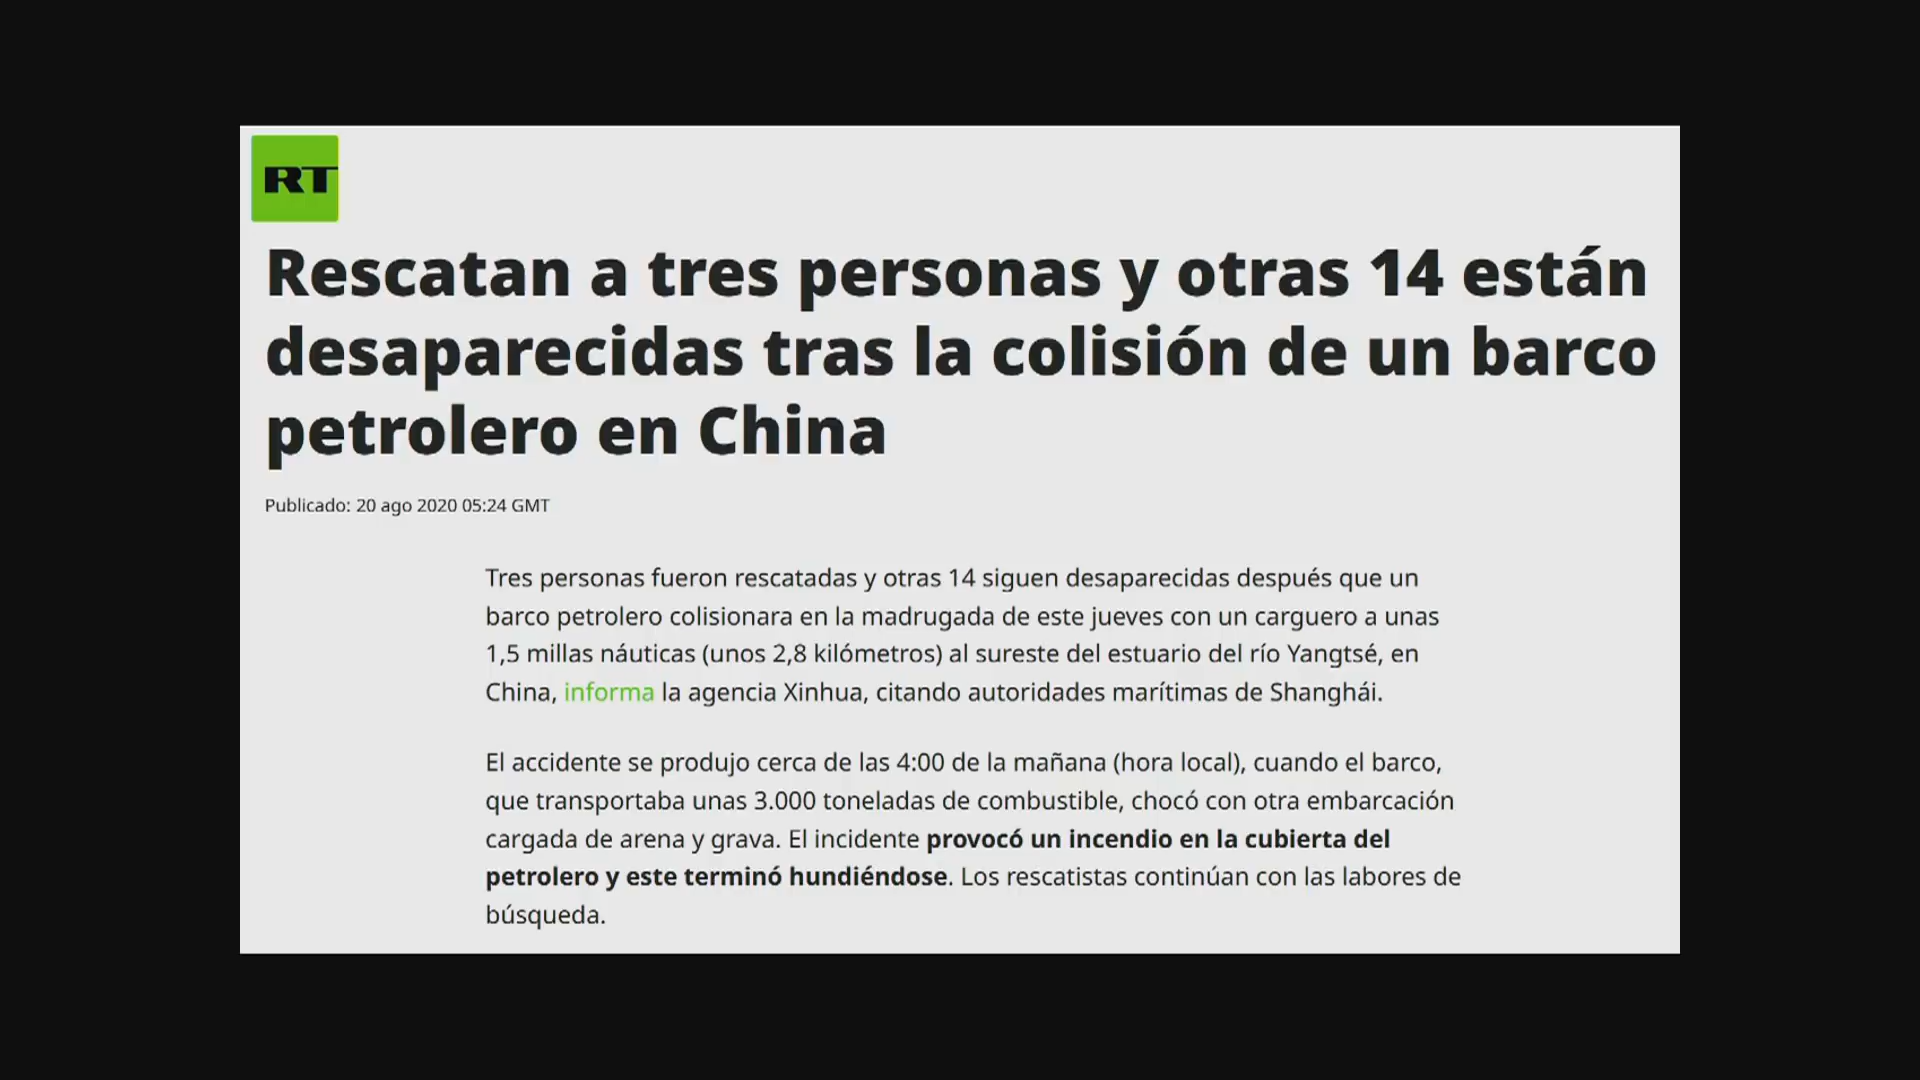 RT
Rescatan a tres personas y otras 14 están
desaparecidas tras la colisión de un barco
petrolero en China
Publicado: 20 ago 2020 05:24 GMT
Tres personas fueron rescatadas y otras 14 siguen desaparecidas después que un
barco petrolero colisionara en la madrugada de este jueves con un carguero a unas
1,5 millas náuticas (unos 2,8 kilómetros) al sureste del estuario del río Yangtsé, en
China, informa la agencia Xinhua, citando autoridades marítimas de Shanghái.
El accidente se produjo cerca de las 4:00 de la mañana (hora local), cuando el barco,
que transportaba unas 3.000 toneladas de combustible, chocó con otra embarcación
cargada de arena y grava. El incidente provocó un incendio en la cubierta del
petrolero y este terminó hundiéndose. Los rescatistas continúan con las labores de
búsqueda.